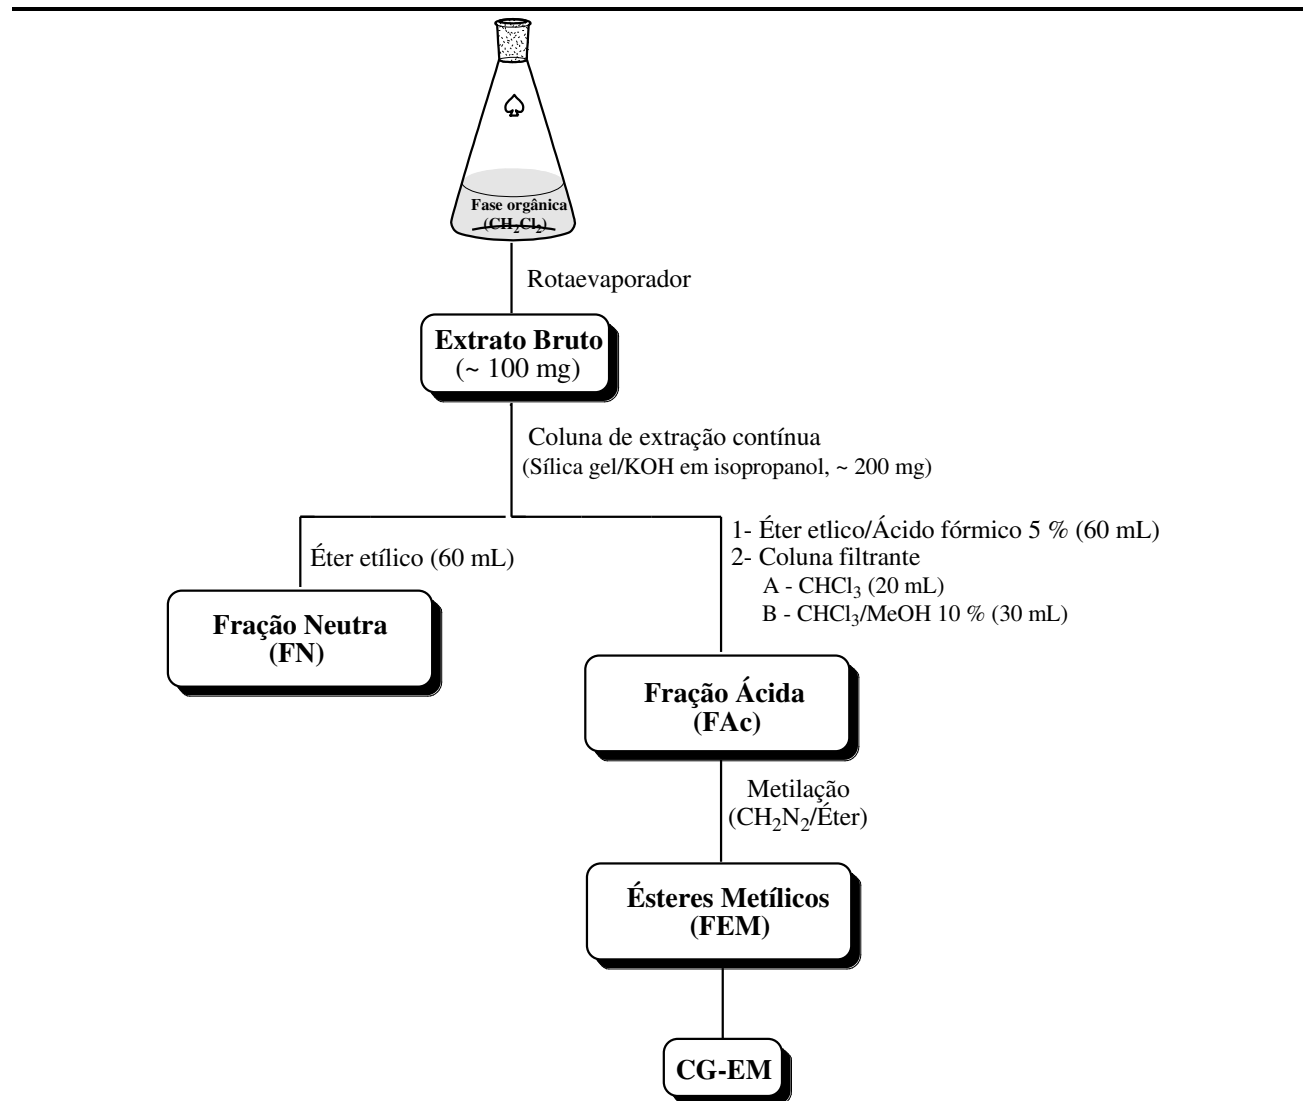 Fase orgânica
(CH2Cl2)
Rotaevaporador
Extrato Bruto
(~ 100 mg)
Coluna de extração contínua
(Sílica gel/KOH em isopropanol, ~ 200 mg)
Éter etílico (60 mL)
1- Éter etlico/Ácido fórmico 5 % (60 mL)
2- Coluna filtrante
A - CHCl3 (20 mL)
B - CHCl3/MeOH 10 % (30 mL)
Fração Neutra
(FN)
Fração Ácida
(FAc)
Metilação
(CH2N2/Éter)
Ésteres Metílicos
(FEM)
CG-EM